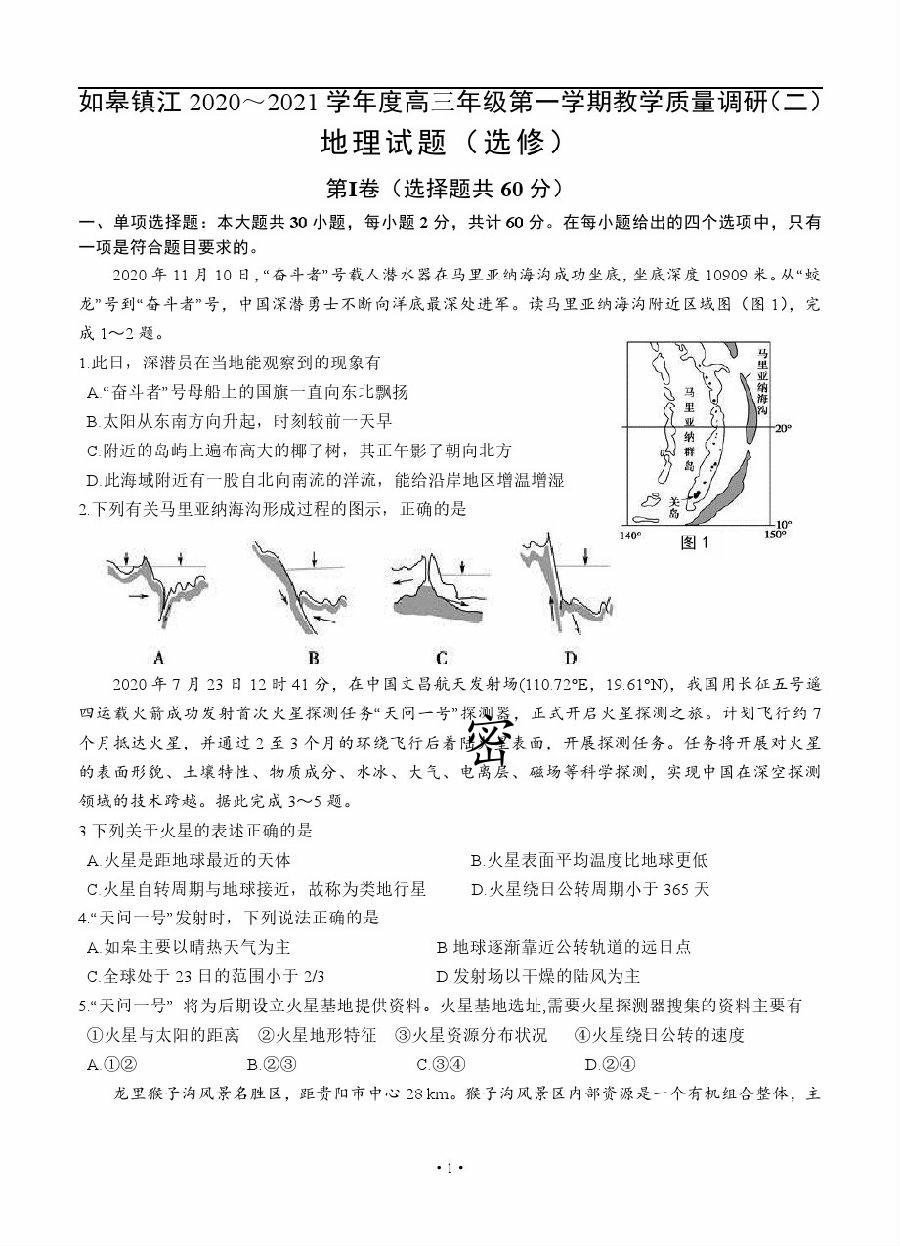 如皋镇江 2020～2021 学年度高三年级第一学期教学质量调研(二)
地理试题（选修）
第Ⅰ卷（选择题共 60 分）
一、单项选择题：本大题共 30 小题，每小题 2 分，共计 60 分。在每小题给出的四个选项中，只有
一项是符合题目要求的。
2020 年 11 月 10 日，“奋斗者”号载人潜水器在马里亚纳海沟成功坐底，坐底深度 10909 米。从“蛟
龙”号到“奋斗者”号，中国深潜勇士不断向洋底最深处进军。读马里亚纳海沟附近区域图（图 1），完
成 1～2 题。
1.此日，深潜员在当地能观察到的现象有
A.“奋斗者”号母船上的国旗一直向东北飘扬
B.太阳从东南方向升起，时刻较前一天早
C.附近的岛屿上遍布高大的椰了树，其正午影了朝向北方
D.此海域附近有一股自北向南流的洋流，能给沿岸地区增温增湿
2.下列有关马里亚纳海沟形成过程的图示，正确的是
马里亚纳海沟
马里亚纳群岛
关岛
20°
10°
140°
150°
图 1
A B C D
2020 年 7 月 23 日 12 时 41 分，在中国文昌航天发射场(110.72°E，19.61°N)，我国用长征五号遥
四运载火箭成功发射首次火星探测任务“天问一号”探测器，正式开启火星探测之旅。计划飞行约 7
个月抵达火星，并通过 2 至 3 个月的环绕飞行后着陆火星表面，开展探测任务。任务将开展对火星
的表面形貌、土壤特性、物质成分、水冰、大气、电离层、磁场等科学探测，实现中国在深空探测
领域的技术跨越。据此完成 3～5 题。
密
3 下列关于火星的表述正确的是
A.火星是距地球最近的天体 B.火星表面平均温度比地球更低
C.火星自转周期与地球接近，故称为类地行星 D.火星绕日公转周期小于 365 天
4.“天问一号”发射时，下列说法正确的是
A.如皋主要以晴热天气为主 B 地球逐渐靠近公转轨道的远日点
C.全球处于 23 日的范围小于 2/3 D 发射场以干燥的陆风为主
5.“天问一号” 将为后期设立火星基地提供资料。火星基地选址,需要火星探测器搜集的资料主要有
①火星与太阳的距离 ②火星地形特征 ③火星资源分布状况 ④火星绕日公转的速度
A.①② B.②③ C.③④ D.②④
龙里猴子沟风景名胜区，距贵阳市中心 28 km。猴子沟风景区内部资源是一个有机组合整体，主
·1·